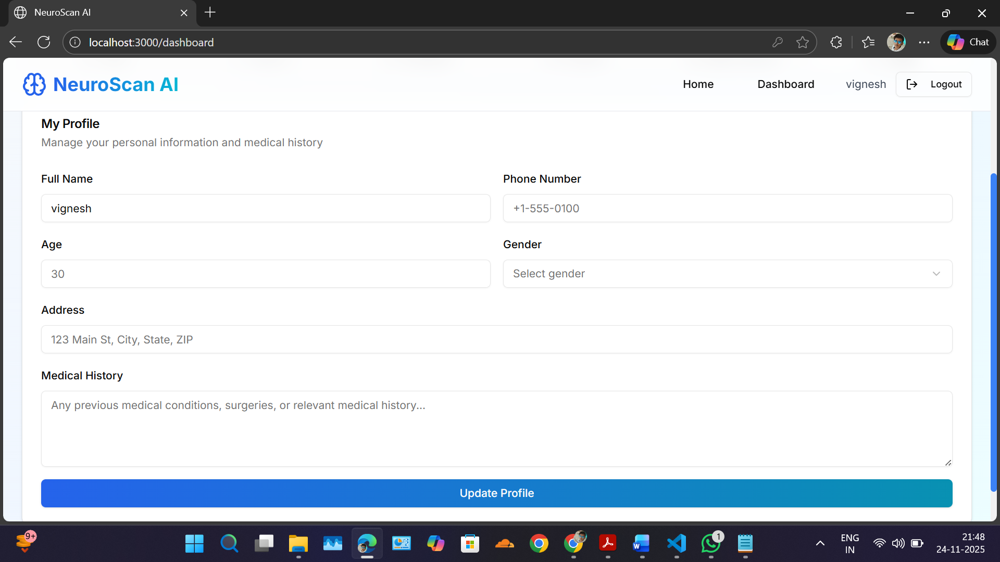 NeuroScan AI
localhost:3000/dashboard
Chat
NeuroScan AI
Home
Dashboard
vignesh
Logout
My Profile
Manage your personal information and medical history
Full Name
Phone Number
vignesh
+1-555-0100
Age
Gender
30
Select gender
Address
123 Main St, City, State, ZIP
Medical History
Any previous medical conditions, surgeries, or relevant medical history...
Update Profile
9+
W
1
ENG
IN
21:48
24-11-2025